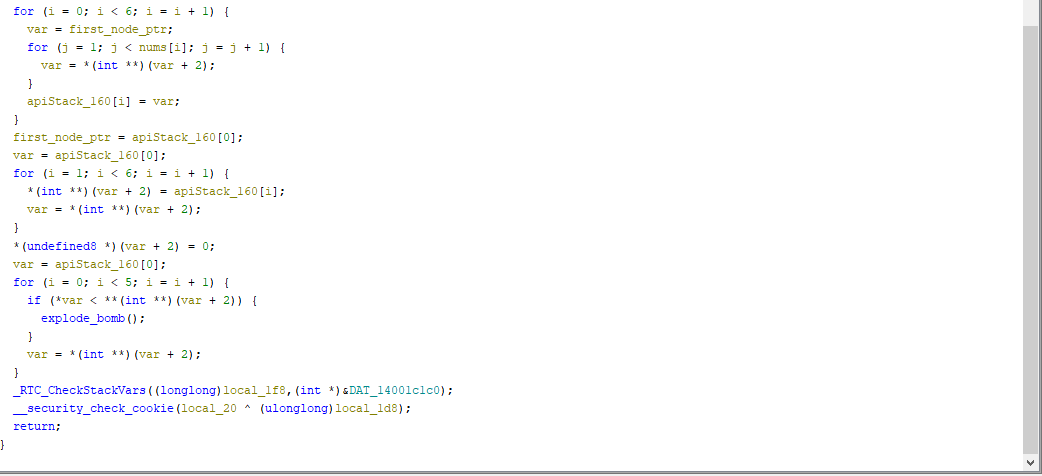 for (i = 0; i < 6; i = i + 1) {
var = first_node_ptr;
for (j = 1; j < nums[i]; j = j + 1) {
var = *(int **)(var + 2);
}
apiStack_160[i] = var;
}
first_node_ptr = apiStack_160[0];
var = apiStack_160[0];
for (i = 1; i < 6; i = i + 1) {
*(int **)(var + 2) = apiStack_160[i];
var = *(int **)(var + 2);
}
*(undefined8 *)(var + 2) = 0;
var = apiStack_160[0];
for (i = 0; i < 5; i = i + 1) {
if (*var < **(int **)(var + 2)) {
explode_bomb();
}
var = *(int **)(var + 2);
}
_RTC_CheckStackVars((longlong)local_1f8,(int *)&DAT_14001c1c0);
__security_check_cookie(local_20 ^ (ulonglong)local_1d8);
return;
}